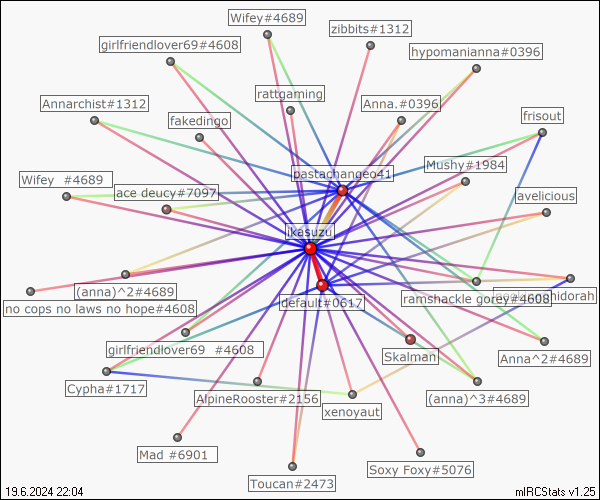 Wifey#4689
zibbits#1312
girlfriendlover69#4608
hypomanianna#0396
rattgaming
Annarchist#1312
Anna.#0396
frisout
fakedingo
pastachangeo41
Mushy#1984
Wifey  #4689
ace deucy#7097
avelicious
ikasuzu
(anna)^2#4689
default#0617
ramshackle gorey#4608
hidorah
no cops no laws no hope#4608
girlfriendlover69  #4608
Skalman
Anna^2#4689
Cypha#1717
AlpineRooster#2156
xenoyaut
(anna)^3#4689
Mad #6901
Toucan#2473
Soxy Foxy#5076
19.6.2024 22:04
mIRCStats v1.25